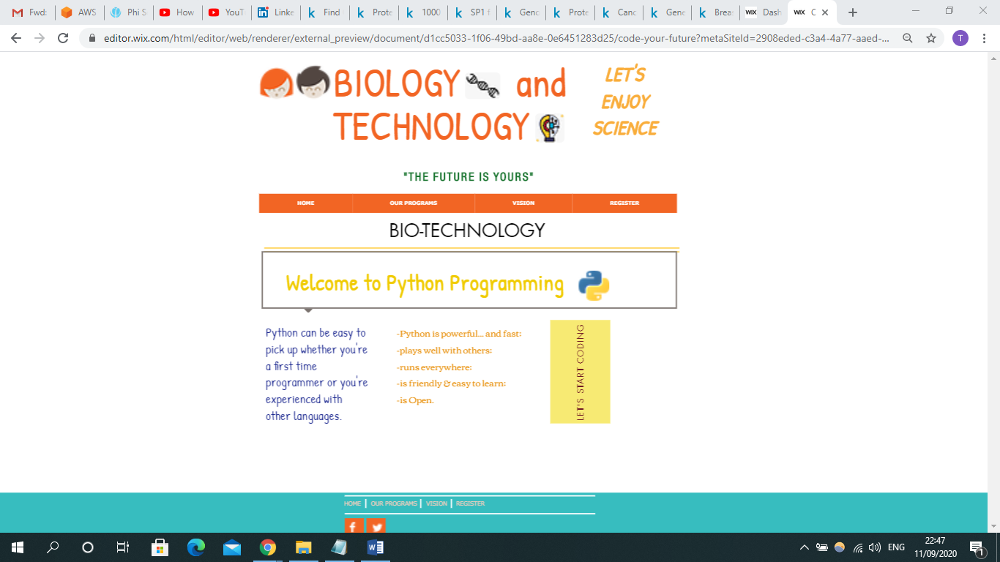 Fwd:
AWS
Phi S
How
YouT
Linke
Find
Prote
1000
SP1 f
Geno
Prote
Canc
Gene
Brea
WIX Dash
WIX C
editor.wix.com/html/editor/web/renderer/external_preview/document/d1cc5033-1f06-49bd-aa8e-0e6451283d25/code-your-future?metaSiteId=2908eded-c3a4-4a77-aaed-...
T
BIOLOGY and
TECHNOLOGY
LET'S
ENJOY
SCIENCE
"THE FUTURE IS YOURS"
HOME OUR PROGRAMS VISION REGISTER
BIO-TECHNOLOGY
Welcome to Python Programming
Python can be easy to
pick up whether you're
a first time
programmer or you're
experienced with
other languages.
-Python is powerful... and fast;
-plays well with others;
-runs everywhere;
-is friendly & easy to learn;
-is Open.
LET'S START CODING
HOME | OUR PROGRAMS | VISION | REGISTER
ENG
22:47
11/09/2020
1